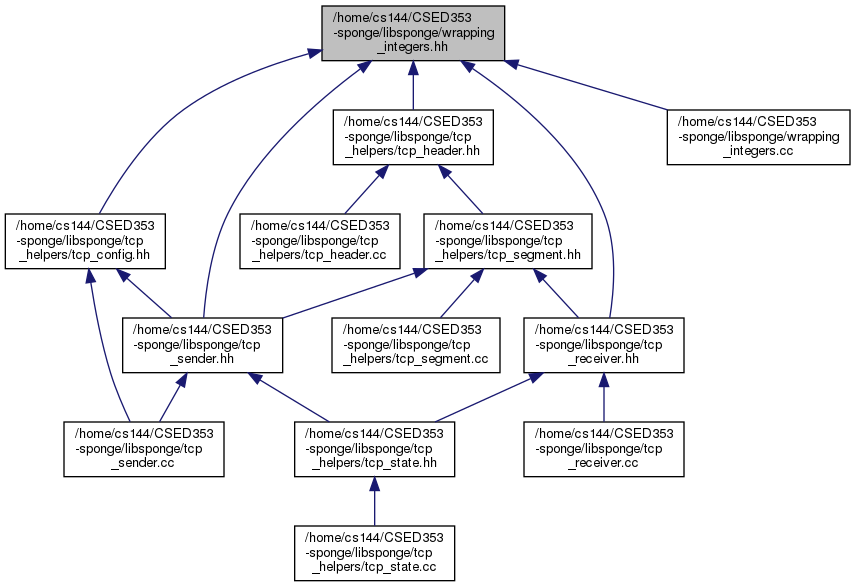 /home/cs144/CSED353
-sponge/libsponge/wrapping
_integers.hh
/home/cs144/CSED353
-sponge/libsponge/tcp
_helpers/tcp_header.hh
/home/cs144/CSED353
-sponge/libsponge/wrapping
_integers.cc
/home/cs144/CSED353
-sponge/libsponge/tcp
_helpers/tcp_config.hh
/home/cs144/CSED353
-sponge/libsponge/tcp
_helpers/tcp_header.cc
/home/cs144/CSED353
-sponge/libsponge/tcp
_helpers/tcp_segment.hh
/home/cs144/CSED353
-sponge/libsponge/tcp
_sender.hh
/home/cs144/CSED353
-sponge/libsponge/tcp
_helpers/tcp_segment.cc
/home/cs144/CSED353
-sponge/libsponge/tcp
_receiver.hh
/home/cs144/CSED353
-sponge/libsponge/tcp
_sender.cc
/home/cs144/CSED353
-sponge/libsponge/tcp
_helpers/tcp_state.hh
/home/cs144/CSED353
-sponge/libsponge/tcp
_receiver.cc
/home/cs144/CSED353
-sponge/libsponge/tcp
_helpers/tcp_state.cc